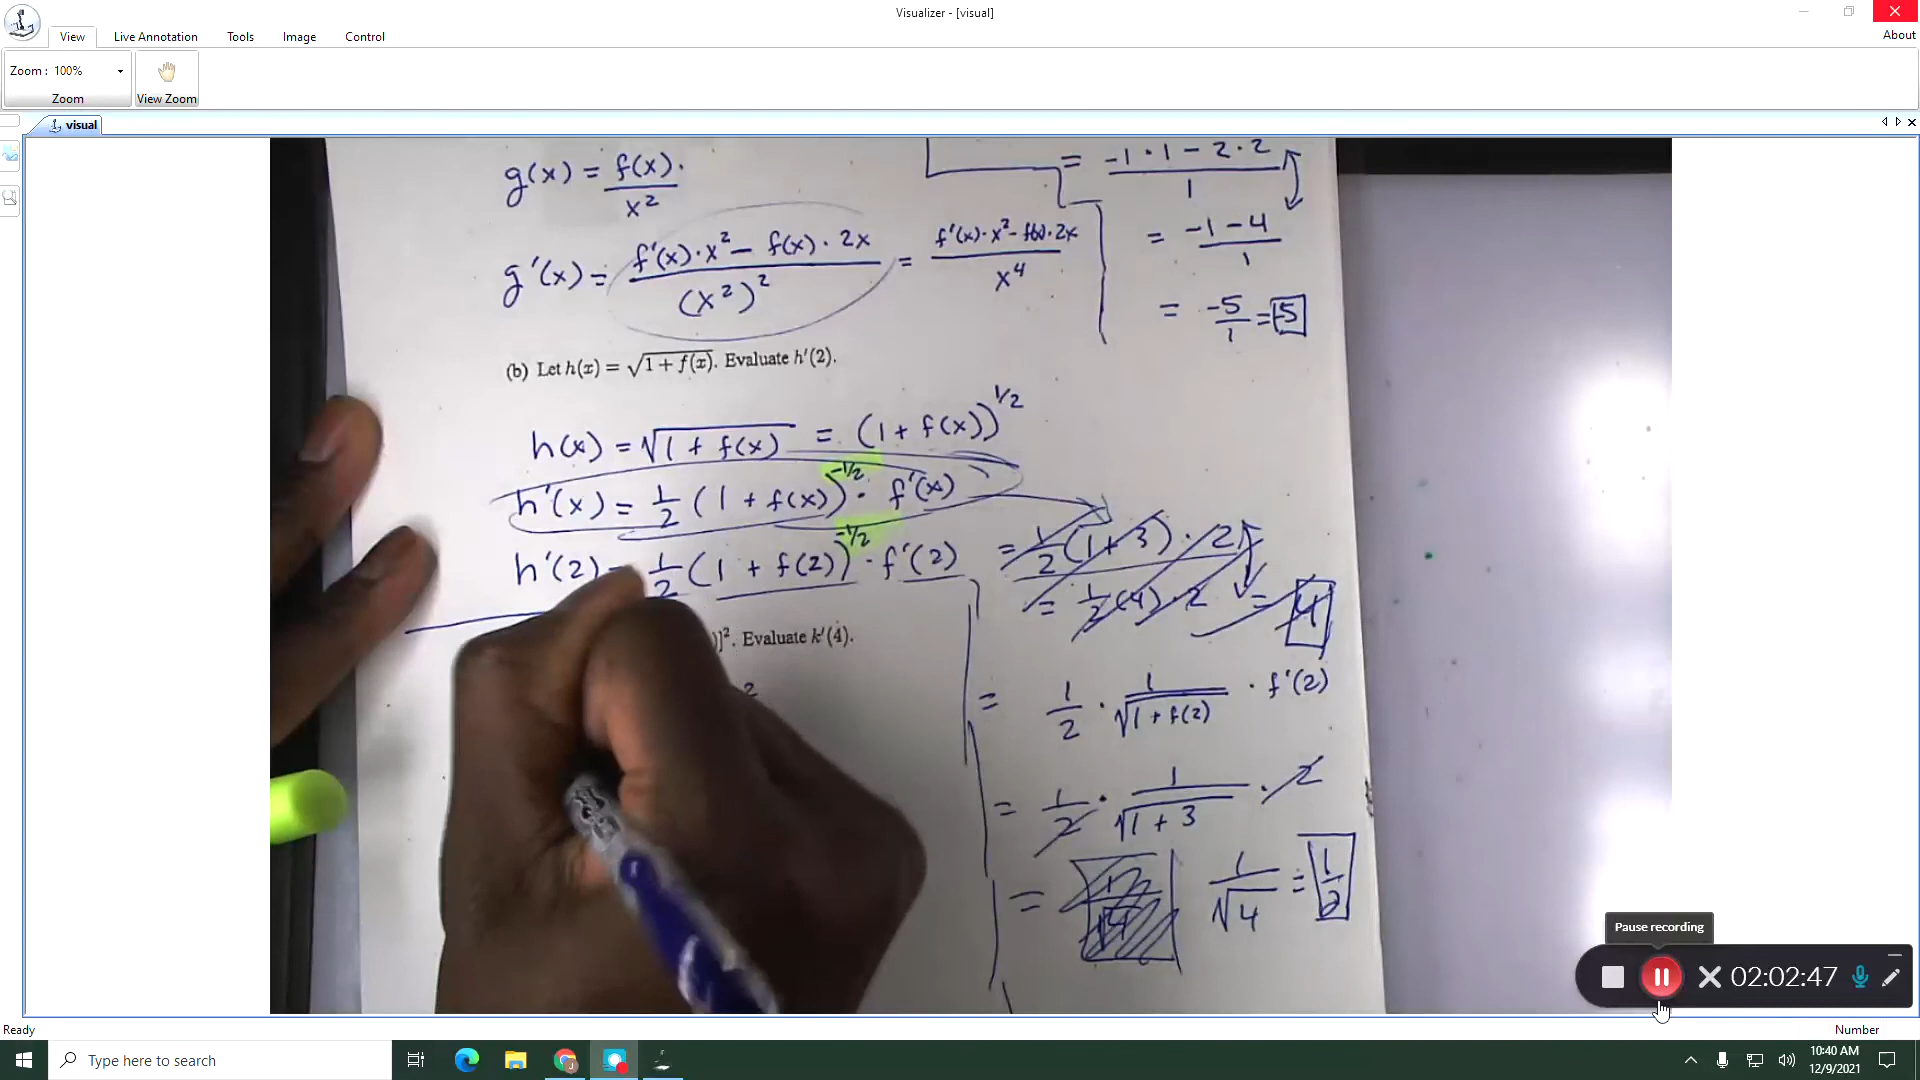 Visualizer - [visual]
View Live Annotation Tools Image Control About
Zoom : 100%
Zoom View Zoom
visual
g(x) = f(x).
x²
g'(x) = f'(x)·x² - f(x)·2x
(x²)²
= f'(x)·x² - f(x)·2x
x⁴
= -1·1 - 2·2
1
= -1 - 4
1
= -5
1
= -5
(b) Let h(x) = √1 + f(x). Evaluate h'(2).
h(x) = √1 + f(x) = (1 + f(x))^1/2
h'(x) = 1/2 (1 + f(x))^-1/2 · f'(x)
h'(2) = 1/2 (1 + f(2))^-1/2 · f'(2)
= 1/2 (1 + 3) · 2
= 1/2 (4) · 2 = 4
)]². Evaluate k'(4).
2
= 1/2 · 1/√1 + f(2) · f'(2)
= 1/2 · 1/√1 + 3 · 2
= 1/√4 = 1/2
Pause recording
02:02:47
Ready Number
Type here to search
10:40 AM
12/9/2021